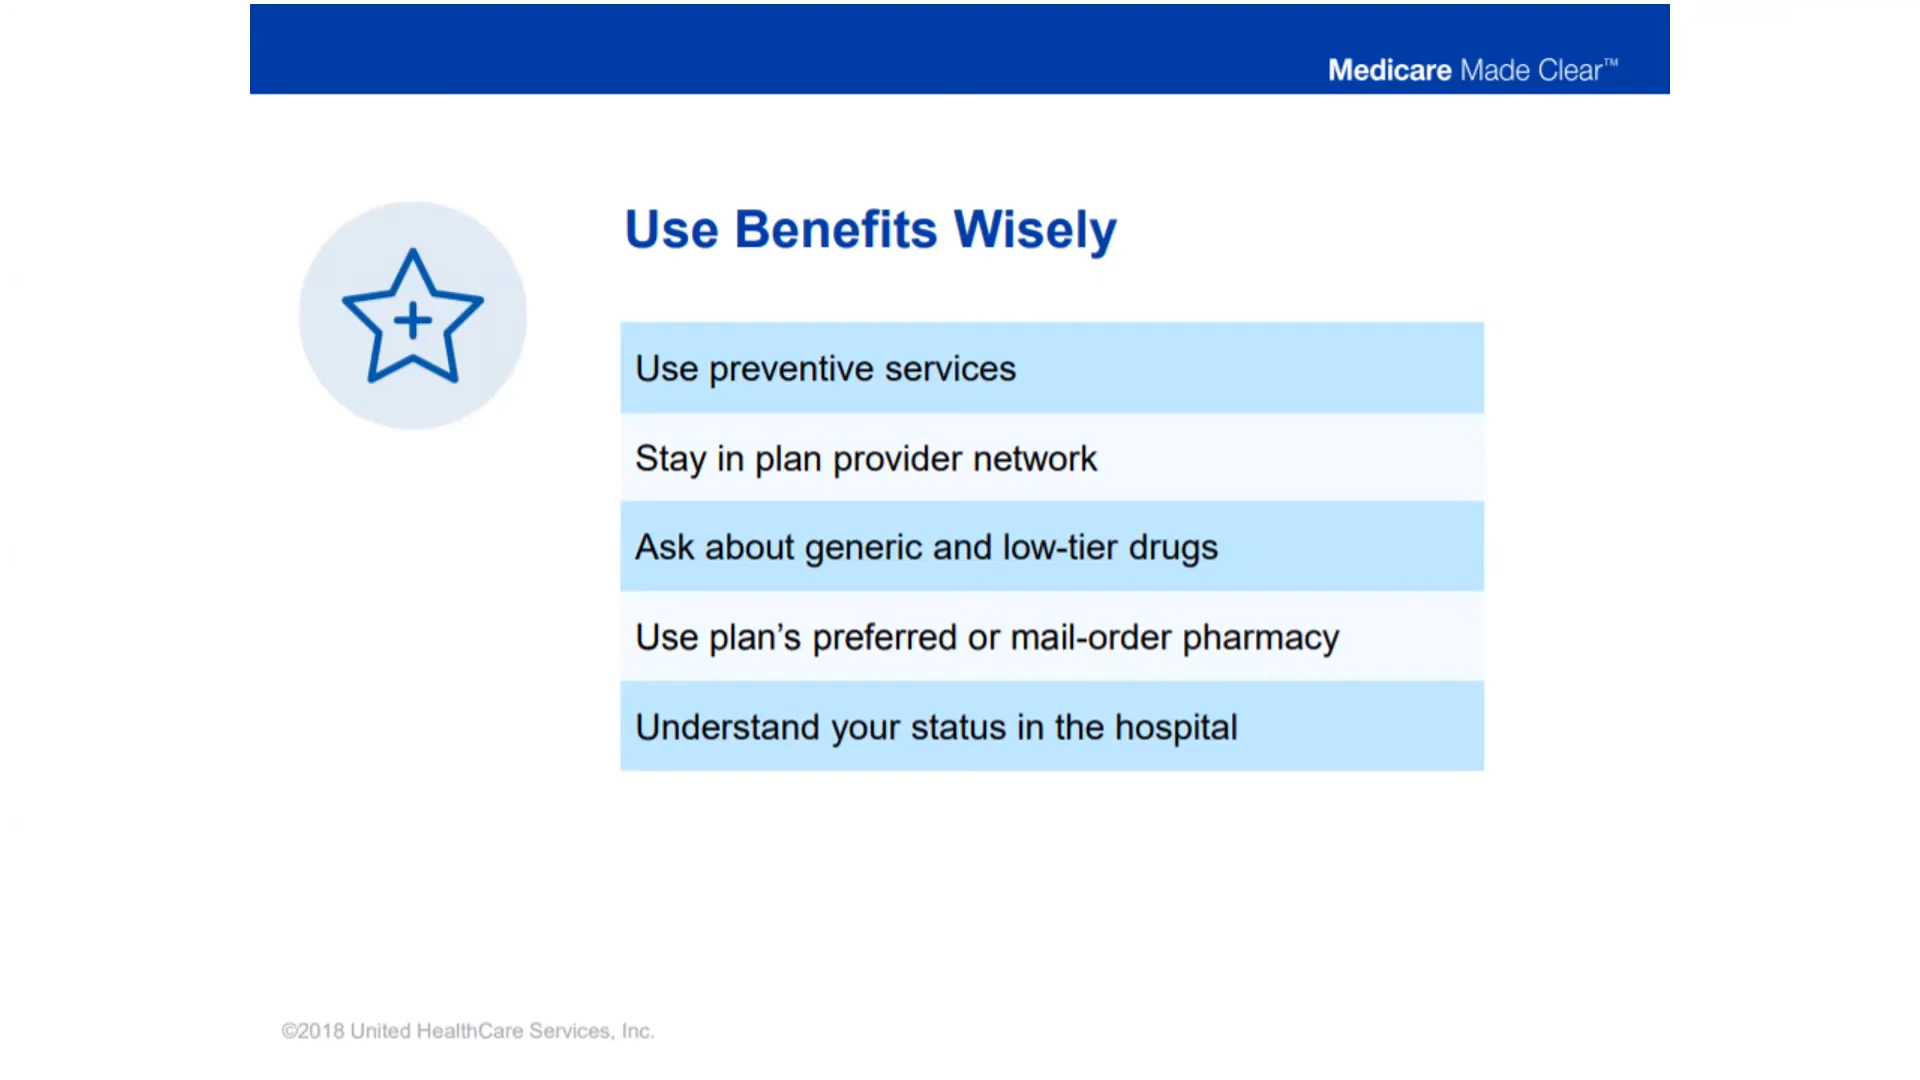 Medicare Made Clear™
Use Benefits Wisely
Use preventive services
Stay in plan provider network
Ask about generic and low-tier drugs
Use plan’s preferred or mail-order pharmacy
Understand your status in the hospital
©2018 United HealthCare Services, Inc.